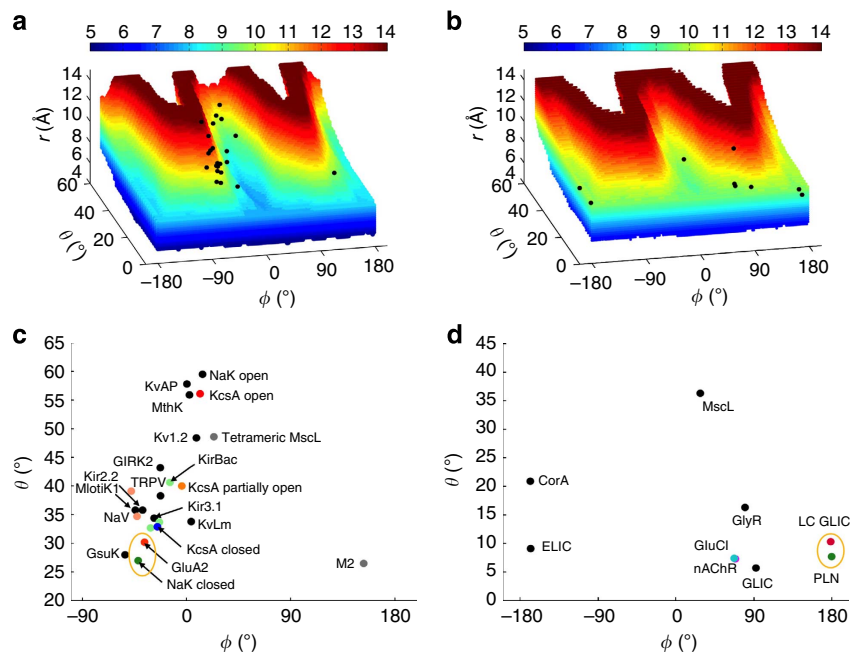 a
5 6 7 8 9 10 11 12 13 14
14
12
10
8
6
4
r (Å)
60
40
20
0
θ (°)
−180 −90 0 90 180
ϕ (°)
b
5 6 7 8 9 10 11 12 13 14
14
12
10
8
6
4
r (Å)
60
40
20
0
θ (°)
−180 −90 0 90 180
ϕ (°)
c
65
60
55
50
45
40
35
30
25
20
θ (°)
NaK open
KvAP
KcsA open
MthK
Kv1.2
Tetrameric MscL
GIRK2
KirBac
Kir2.2
TRPV
MlotiK1
KcsA partially open
NaV
Kir3.1
KvLm
KcsA closed
GsuK
GluA2
M2
NaK closed
−90 0 90 180
ϕ (°)
d
45
40
35
30
25
20
15
10
5
0
θ (°)
MscL
CorA
GlyR
LC GLIC
ELIC
GluCl
nAChR
GLIC
PLN
−180 −90 0 90 180
ϕ (°)